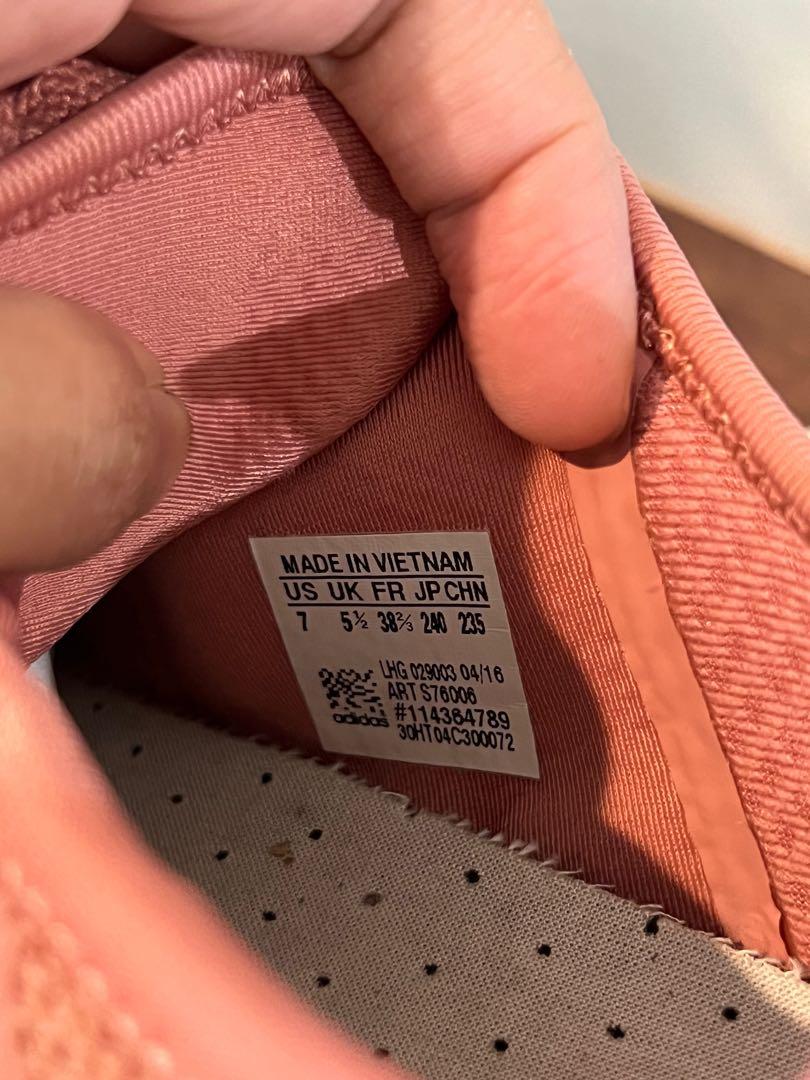 MADE IN VIETNAM
US UK FR JP CHN
7 5½ 38⅔ 240 235
LHG 029003 04/16
ART S76006
#114364789
adidas
30HT04C300072